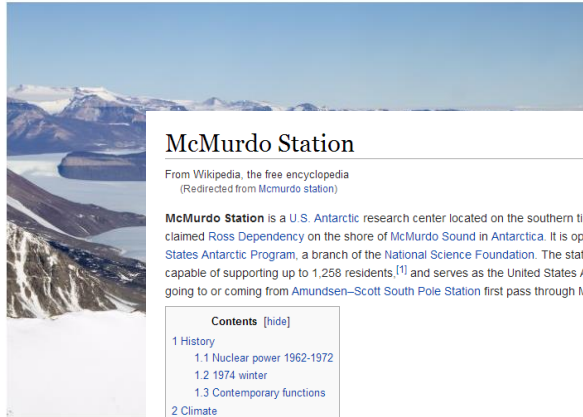 McMurdo Station
From Wikipedia, the free encyclopedia
(Redirected from Mcmurdo station)
McMurdo Station is a U.S. Antarctic research center located on the southern
claimed Ross Dependency on the shore of McMurdo Sound in Antarctica. It is
States Antarctic Program, a branch of the National Science Foundation. The
capable of supporting up to 1,258 residents,[1] and serves as the United States
going to or coming from Amundsen–Scott South Pole Station first pass through
Contents [hide]
1 History
1.1 Nuclear power 1962-1972
1.2 1974 winter
1.3 Contemporary functions
2 Climate